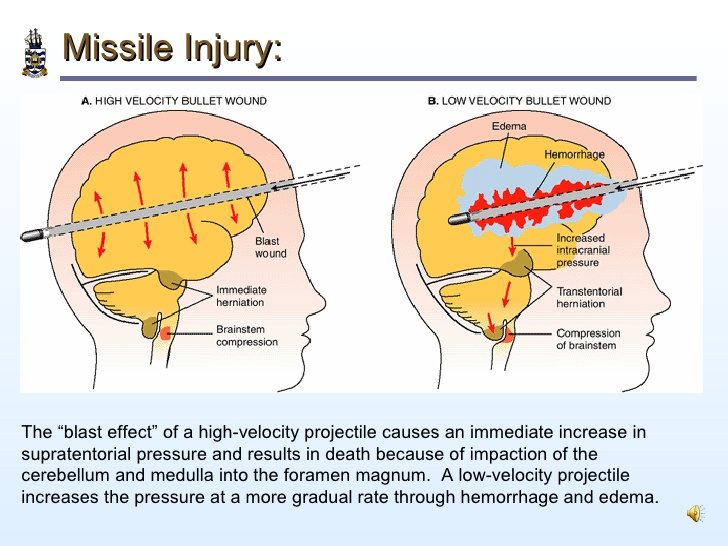 Missile Injury:
A. HIGH VELOCITY BULLET WOUND
Blast
wound
Immediate
herniation
Brainstem
compression
B. LOW VELOCITY BULLET WOUND
Edema
Hemorrhage
Increased
intracranial
pressure
Transtentorial
herniation
Compression
of brainstem
The “blast effect” of a high-velocity projectile causes an immediate increase in
supratentorial pressure and results in death because of impaction of the
cerebellum and medulla into the foramen magnum.  A low-velocity projectile
increases the pressure at a more gradual rate through hemorrhage and edema.